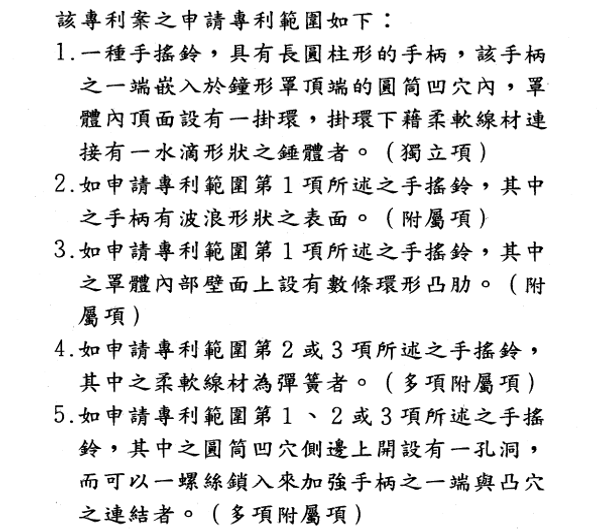 該專利案之申請專利範圍如下：
1.一種手搖鈴，具有長圓柱形的手柄，該手柄
之一端嵌入於鐘形罩頂端的圓筒凹穴內，罩
體內頂面設有一掛環，掛環下藉柔軟線材連
接有一水滴形狀之錘體者。(獨立項)
2.如申請專利範圍第1項所述之手搖鈴，其中
之手柄有波浪形狀之表面。(附屬項)
3.如申請專利範圍第1項所述之手搖鈴，其中
之罩體內部壁面上設有數條環形凸肋。(附
屬項)
4.如申請專利範圍第2或3項所述之手搖鈴，
其中之柔軟線材為彈簧者。(多項附屬項)
5.如申請專利範圍第1、2或3項所述之手搖
鈴，其中之圓筒凹穴側邊上開設有一孔洞，
而可以一螺絲鎖入來加強手柄之一端與凸穴
之連結者。(多項附屬項)